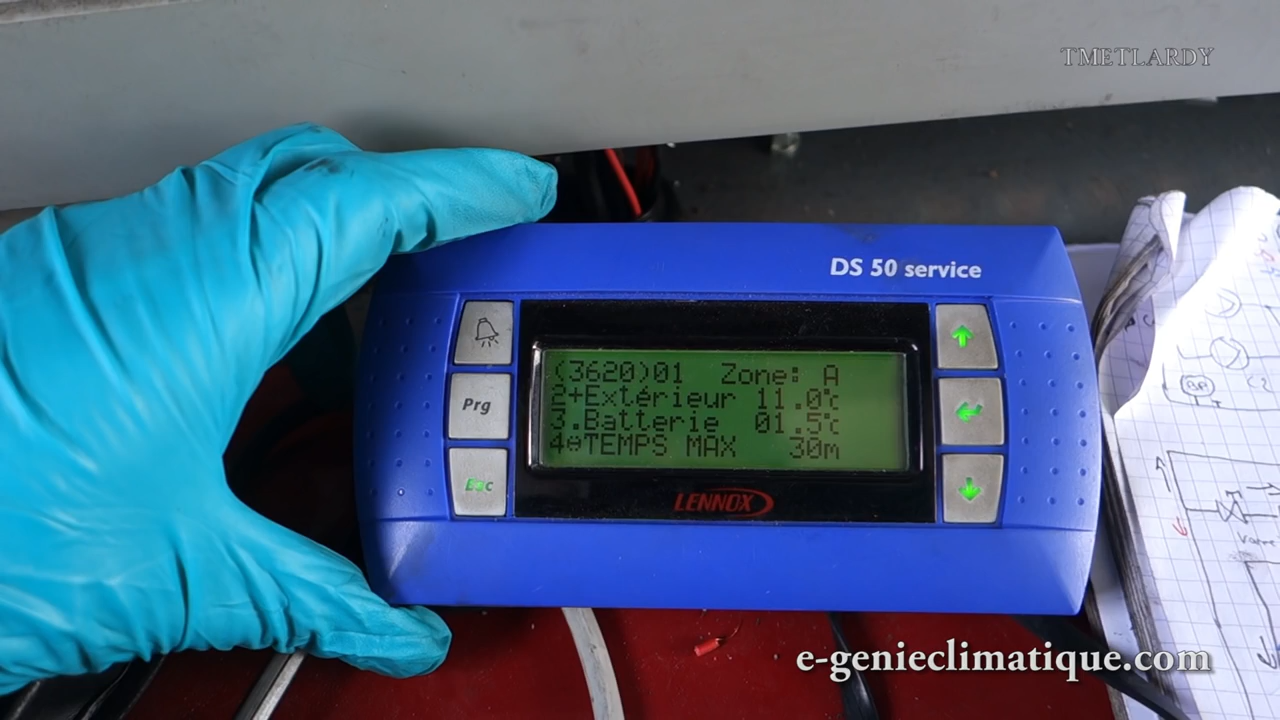 TMETLARDY
DS 50 service
Prg
Esc
(3620)01 Zone: A
2+Extérieur 11.0°c
3.Batterie 01.5°c
4⊖TEMPS MAX 30m
LENNOX
e-genieclimatique.com